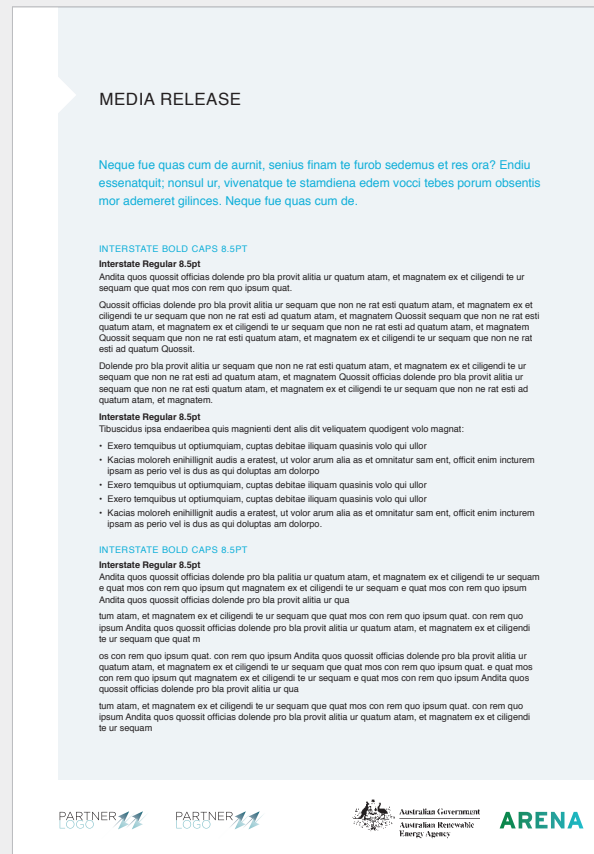 MEDIA RELEASE
Neque fue quas cum de aurnit, senius finam te furob sedemus et res ora? Endiu
essenatquit; nonsul ur, vivenatque te stamdiena edem vocci tebes porum obsentis
mor ademeret gilinces. Neque fue quas cum de.
INTERSTATE BOLD CAPS 8.5PT
Interstate Regular 8.5pt
Andita quos quossit officias dolende pro bla provit alitia ur quatum atam, et magnatem ex et ciligendi te ur
sequam que quat mos con rem quo ipsum quat.
Quossit officias dolende pro bla provit alitia ur sequam que non ne rat esti quatum atam, et magnatem ex et
ciligendi te ur sequam que non ne rat esti ad quatum atam, et magnatem Quossit sequam que non ne rat esti
quatum atam, et magnatem ex et ciligendi te ur sequam que non ne rat esti ad quatum atam, et magnatem
Quossit sequam que non ne rat esti quatum atam, et magnatem ex et ciligendi te ur sequam que non ne rat
esti ad quatum Quossit.
Dolende pro bla provit alitia ur sequam que non ne rat esti quatum atam, et magnatem ex et ciligendi te ur
sequam que non ne rat esti ad quatum atam, et magnatem Quossit officias dolende pro bla provit alitia ur
sequam que non ne rat esti quatum atam, et magnatem ex et ciligendi te ur sequam que non ne rat esti ad
quatum atam, et magnatem.
Interstate Regular 8.5pt
Tibuscidus ipsa endaeribea quis magnienti dent alis dit veliquatem quodigent volo magnat:
• Exero temquibus ut optiumquiam, cuptas debitae iliquam quasinis volo qui ullor
• Kacias moloreh enihillignit audis a eratest, ut volor arum alia as et omnitatur sam ent, officit enim incturem
ipsam as perio vel is dus as qui doluptas am dolorpo
• Exero temquibus ut optiumquiam, cuptas debitae iliquam quasinis volo qui ullor
• Exero temquibus ut optiumquiam, cuptas debitae iliquam quasinis volo qui ullor
• Kacias moloreh enihillignit audis a eratest, ut volor arum alia as et omnitatur sam ent, officit enim incturem
ipsam as perio vel is dus as qui doluptas am dolorpo.
INTERSTATE BOLD CAPS 8.5PT
Interstate Regular 8.5pt
Andita quos quossit officias dolende pro bla palitia ur quatum atam, et magnatem ex et ciligendi te ur sequam
e quat mos con rem quo ipsum qut magnatem ex et ciligendi te ur sequam e quat mos con rem quo ipsum
Andita quos quossit officias dolende pro bla provit alitia ur qua
tum atam, et magnatem ex et ciligendi te ur sequam que quat mos con rem quo ipsum quat. con rem quo
ipsum Andita quos quossit officias dolende pro bla provit alitia ur quatum atam, et magnatem ex et ciligendi
te ur sequam que quat m
os con rem quo ipsum quat. con rem quo ipsum Andita quos quossit officias dolende pro bla provit alitia ur
quatum atam, et magnatem ex et ciligendi te ur sequam que quat mos con rem quo ipsum quat. e quat mos
con rem quo ipsum qut magnatem ex et ciligendi te ur sequam e quat mos con rem quo ipsum Andita quos
quossit officias dolende pro bla provit alitia ur qua
tum atam, et magnatem ex et ciligendi te ur sequam que quat mos con rem quo ipsum quat. con rem quo
ipsum Andita quos quossit officias dolende pro bla provit alitia ur quatum atam, et magnatem ex et ciligendi
te ur sequam
PARTNER
LOGO
PARTNER
LOGO
Australian Government
Australian Renewable
Energy Agency
ARENA